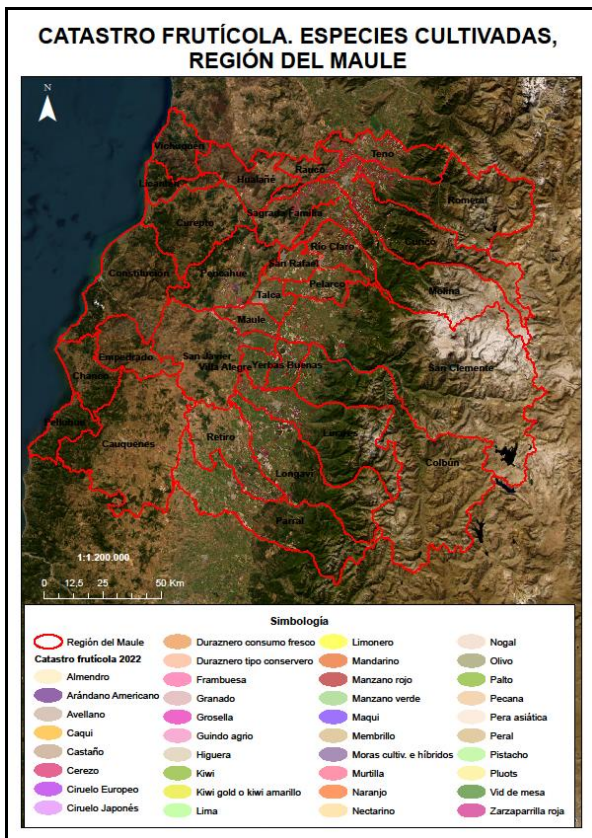 CATASTRO FRUTÍCOLA. ESPECIES CULTIVADAS,
REGIÓN DEL MAULE
N
Vichuquén
Teno
Rauco
Hualañé
Licantén
Romeral
Sagrada Familia
Curepto
Curicó
Río Claro
San Rafael
Constitución
Pencahue
Pelarco
Molina
Talca
Maule
Empedrado
San Javier
Villa Alegre
Yerbas Buenas
San Clemente
Chanco
Pelluhue
Cauquenes
Retiro
Linares
Colbún
Longaví
Parral
1:1.200.000
0 12,5 25 50 Km
Simbología
Región del Maule
Catastro frutícola 2022
Almendro
Arándano Americano
Avellano
Caqui
Castaño
Cerezo
Ciruelo Europeo
Ciruelo Japonés
Duraznero consumo fresco
Duraznero tipo conservero
Frambuesa
Granado
Grosella
Guindo agrio
Higuera
Kiwi
Kiwi gold o kiwi amarillo
Lima
Limonero
Mandarino
Manzano rojo
Manzano verde
Maqui
Membrillo
Moras cultiv. e híbridos
Murtilla
Naranjo
Nectarino
Nogal
Olivo
Palto
Pecana
Pera asiática
Peral
Pistacho
Pluots
Vid de mesa
Zarzaparrilla roja